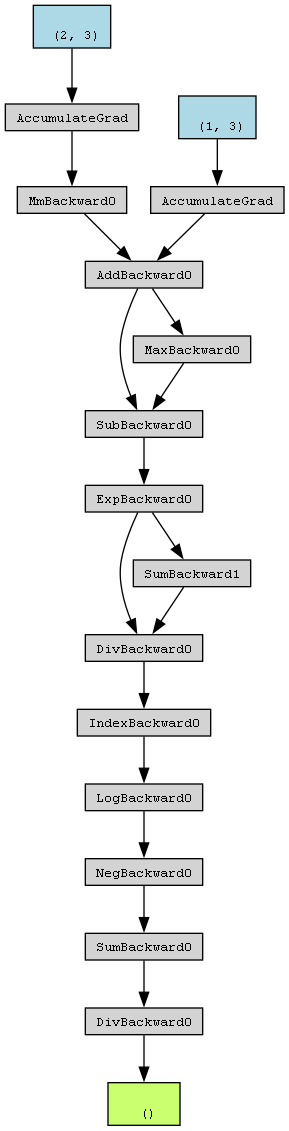 (2, 3)
(1, 3)
AccumulateGrad
MmBackward0
AccumulateGrad
AddBackward0
MaxBackward0
SubBackward0
ExpBackward0
SumBackward1
DivBackward0
IndexBackward0
LogBackward0
NegBackward0
SumBackward0
DivBackward0
()